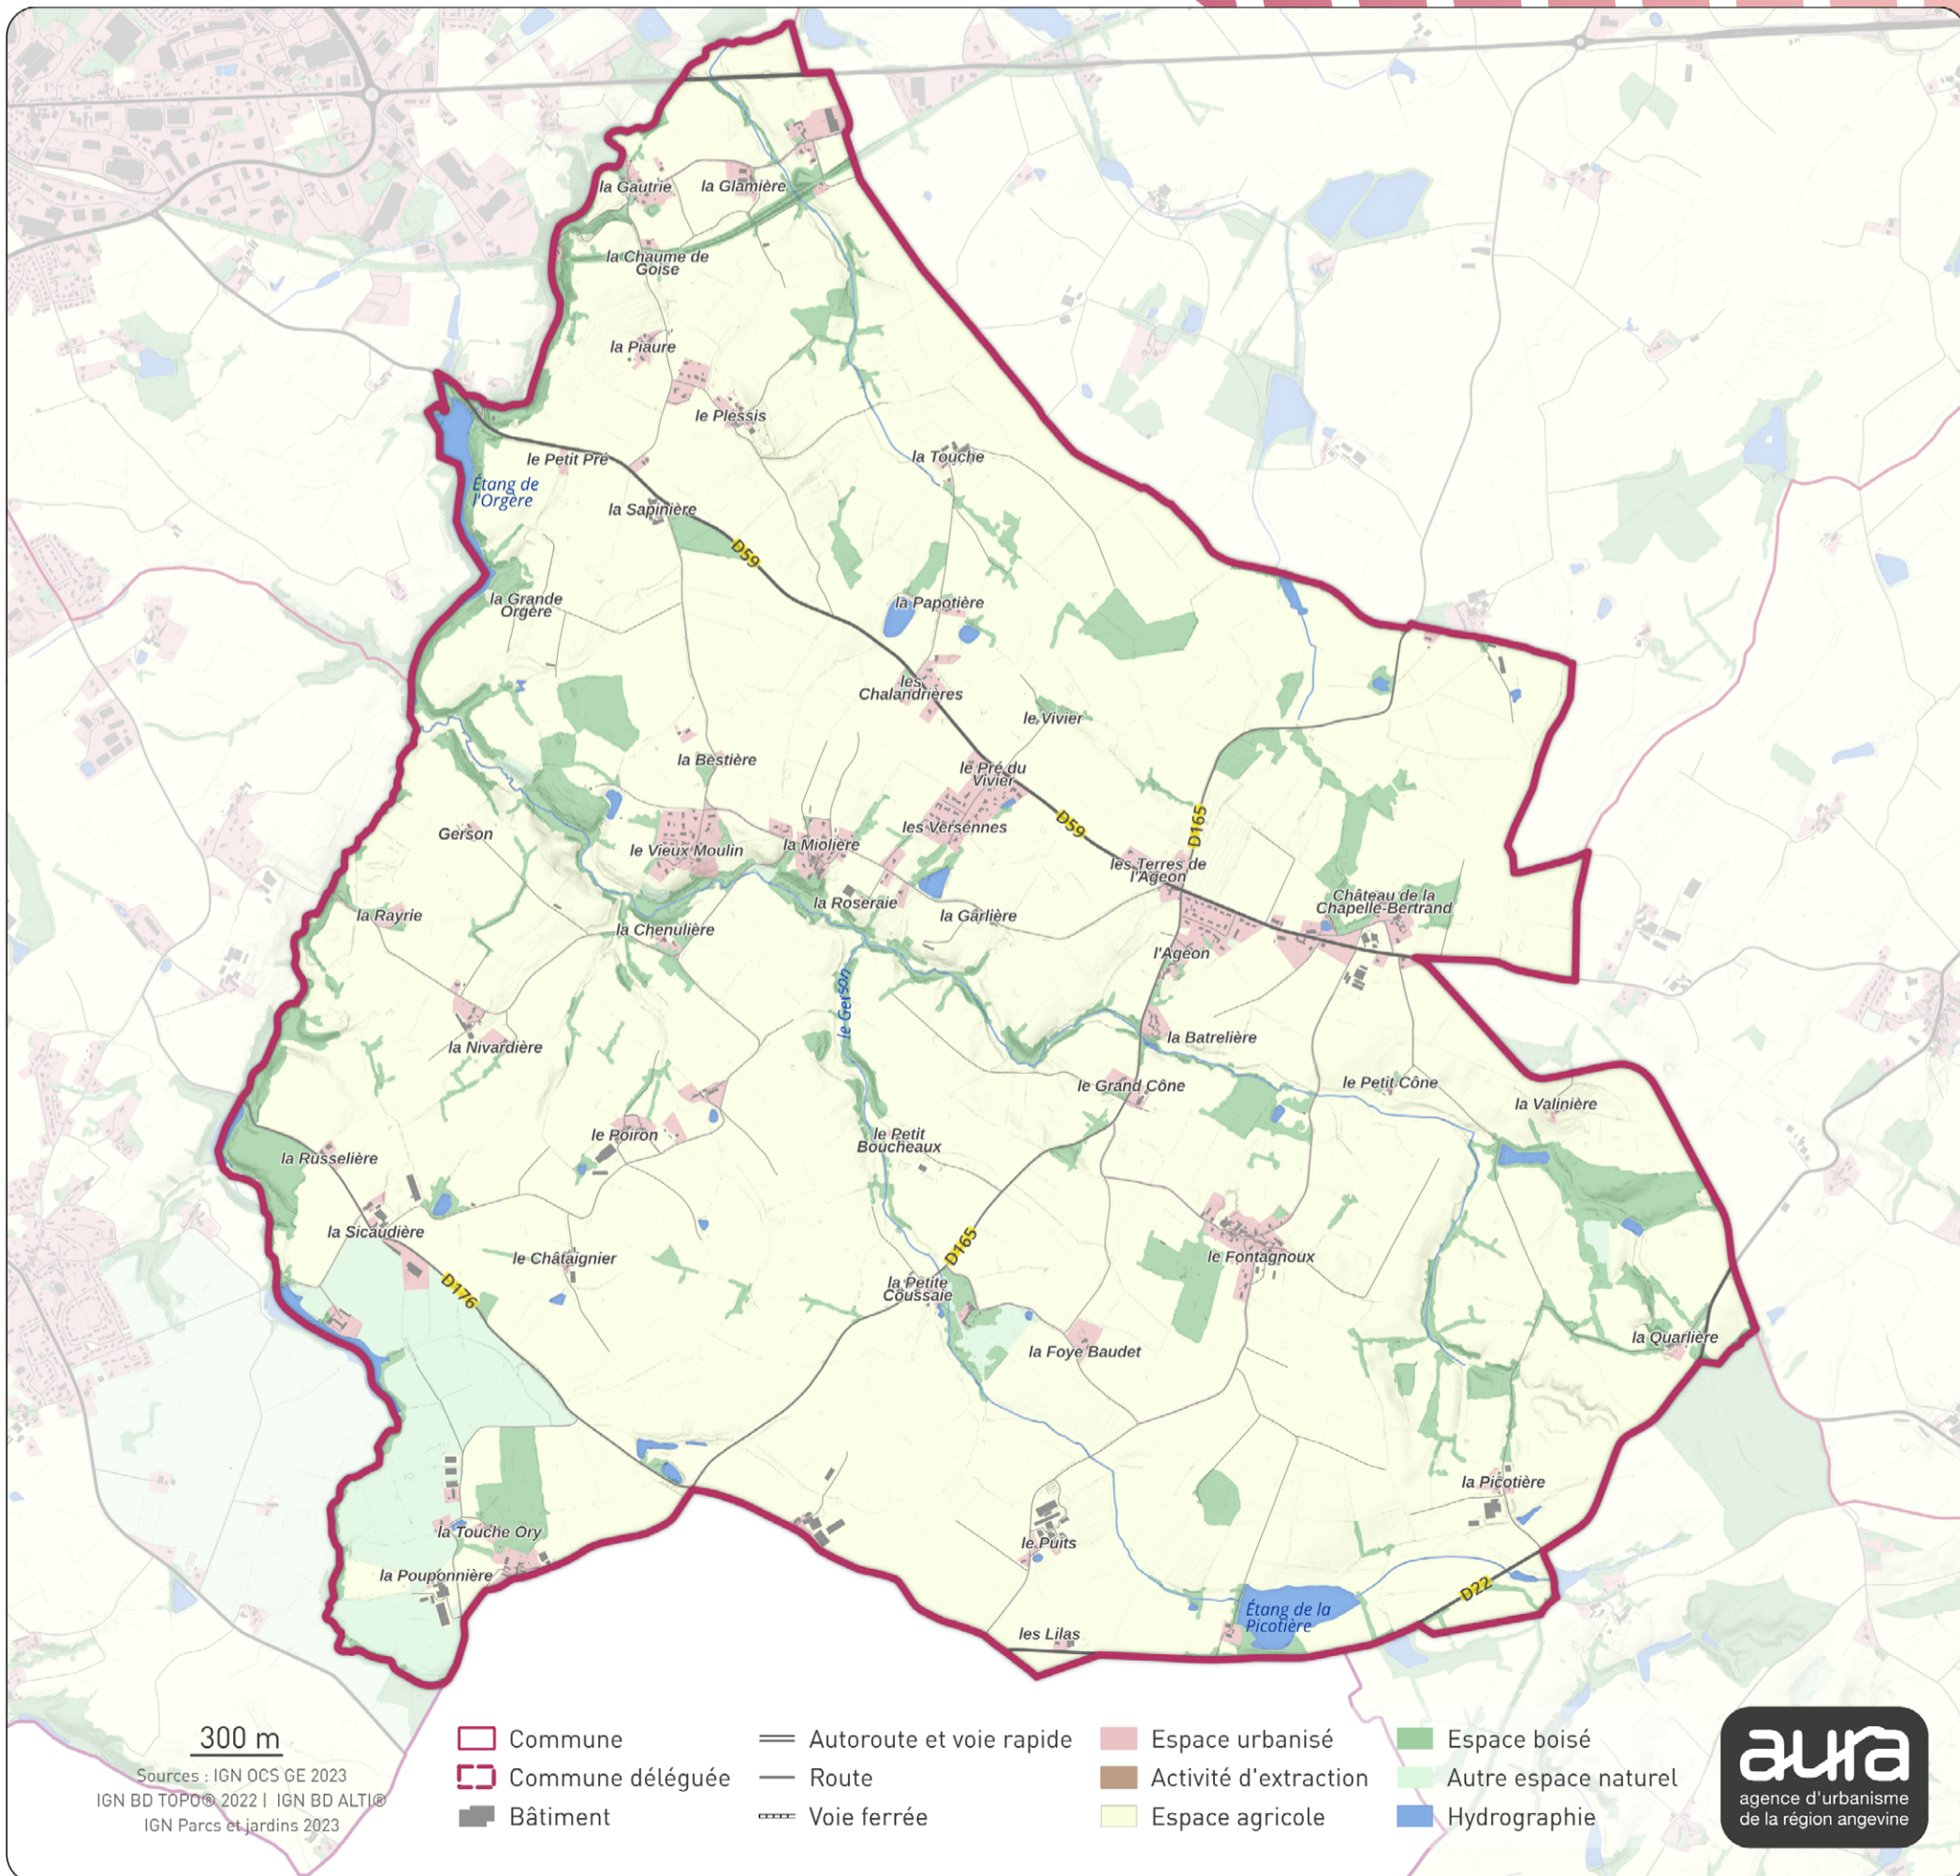 la Gautrie
la Glamière
la Chaume de
Goise
la Piaure
le Plessis
la Touche
le Petit Pré
Étang de
l'Orgère
la Sapinière
D59
la Grande
Orgère
la Papotière
les
Chalandrières
le Vivier
la Bestière
le Pré du
Vivier
D59
D165
Gerson
le Vieux Moulin
la Miolière
les Versennes
les Terres de
l'Ageon
la Rayrie
la Chenulière
la Roseraie
la Garlière
Château de la
Chapelle-Bertrand
l'Ageon
le Gerson
la Nivardière
la Batrelière
le Grand Cône
le Petit Cône
la Valinière
le Poiron
le Petit
Boucheaux
la Russelière
la Sicaudière
le Châtaignier
D165
le Fontagnoux
D176
la Petite
Coussaie
la Foye Baudet
la Quarlière
la Picotière
la Touche Ory
le Puits
la Pouponnière
D22
Étang de la
Picotière
les Lilas
300 m
Sources : IGN OCS GE 2023
IGN BD TOPO® 2022 | IGN BD ALTI®
IGN Parcs et jardins 2023
Commune
Commune déléguée
Bâtiment
Autoroute et voie rapide
Route
Voie ferrée
Espace urbanisé
Activité d'extraction
Espace agricole
Espace boisé
Autre espace naturel
Hydrographie
aura
agence d'urbanisme
de la région angevine